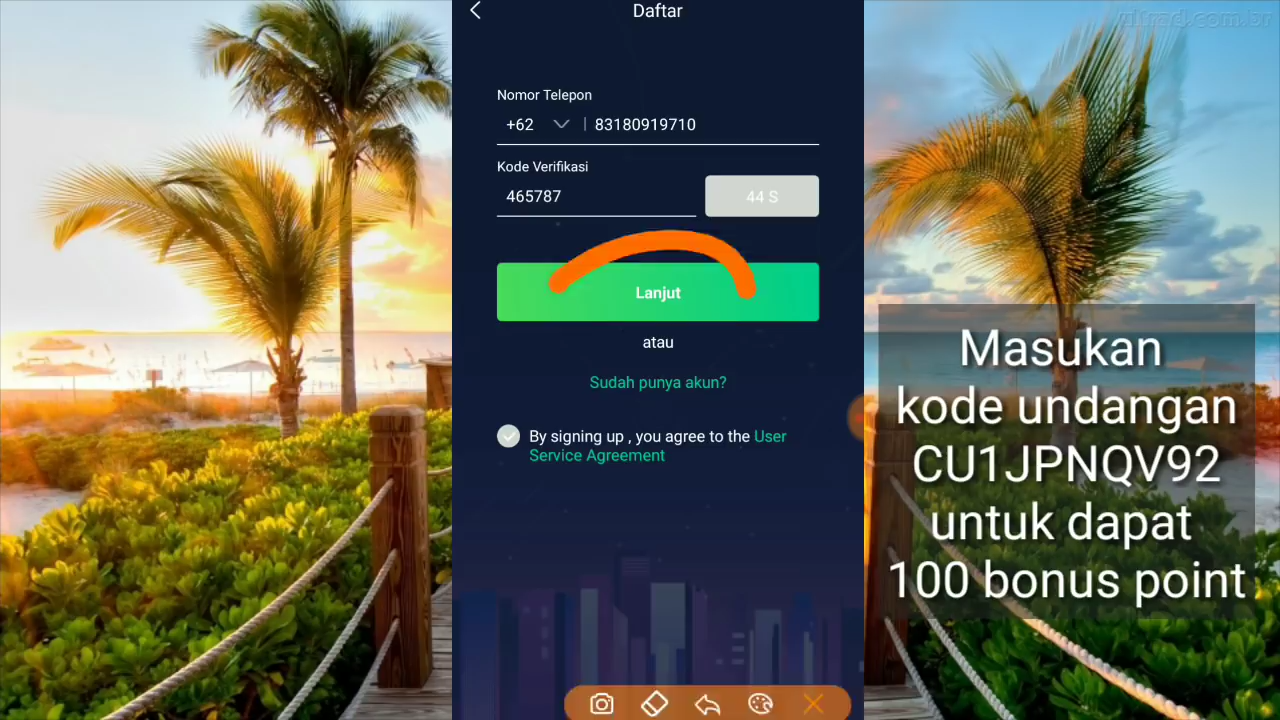 Daftar
Nomor Telepon
+62 | 83180919710
Kode Verifikasi
465787
44 S
Lanjut
atau
Sudah punya akun?
By signing up , you agree to the User
Service Agreement
Masukan
kode undangan
CU1JPNQV92
untuk dapat
100 bonus point